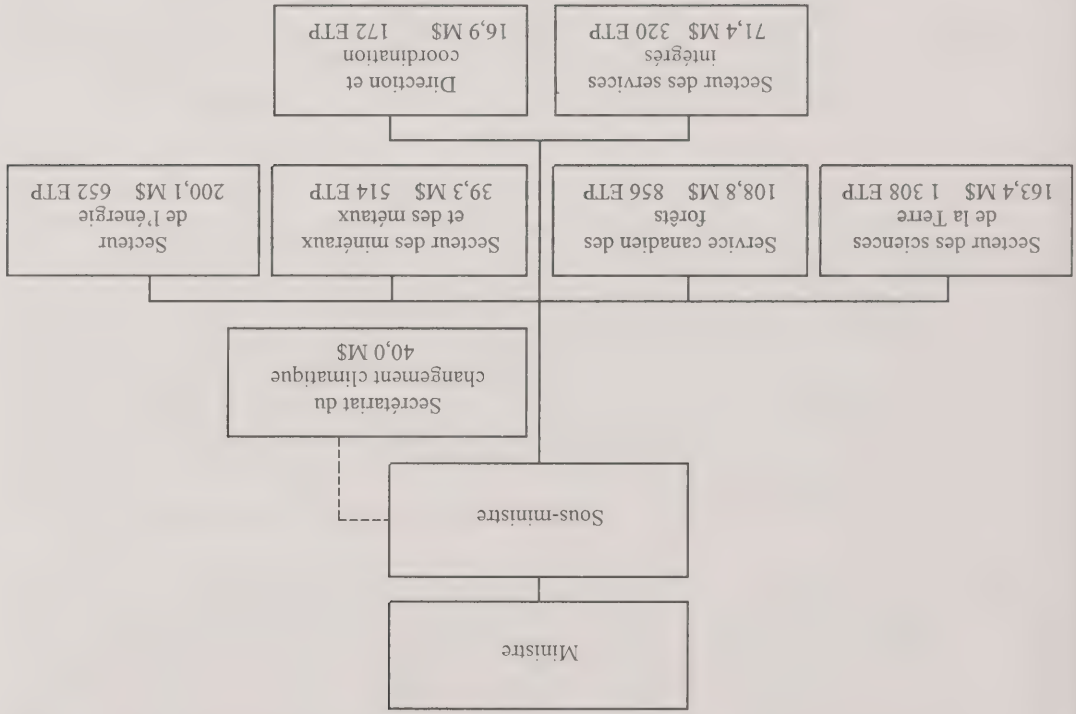 Ministre
Sous-ministre
Secrétariat du
changement climatique
40,0 M$
Secteur des sciences
de la Terre
163,4 M$ 1 308 ETP
Service canadien des
forêts
108,8 M$ 856 ETP
Secteur des minéraux
et des métaux
39,3 M$ 514 ETP
Secteur
de l'énergie
200,1 M$ 652 ETP
Secteur des services
intégrés
71,4 M$ 320 ETP
Direction et
coordination
16,9 M$ 172 ETP